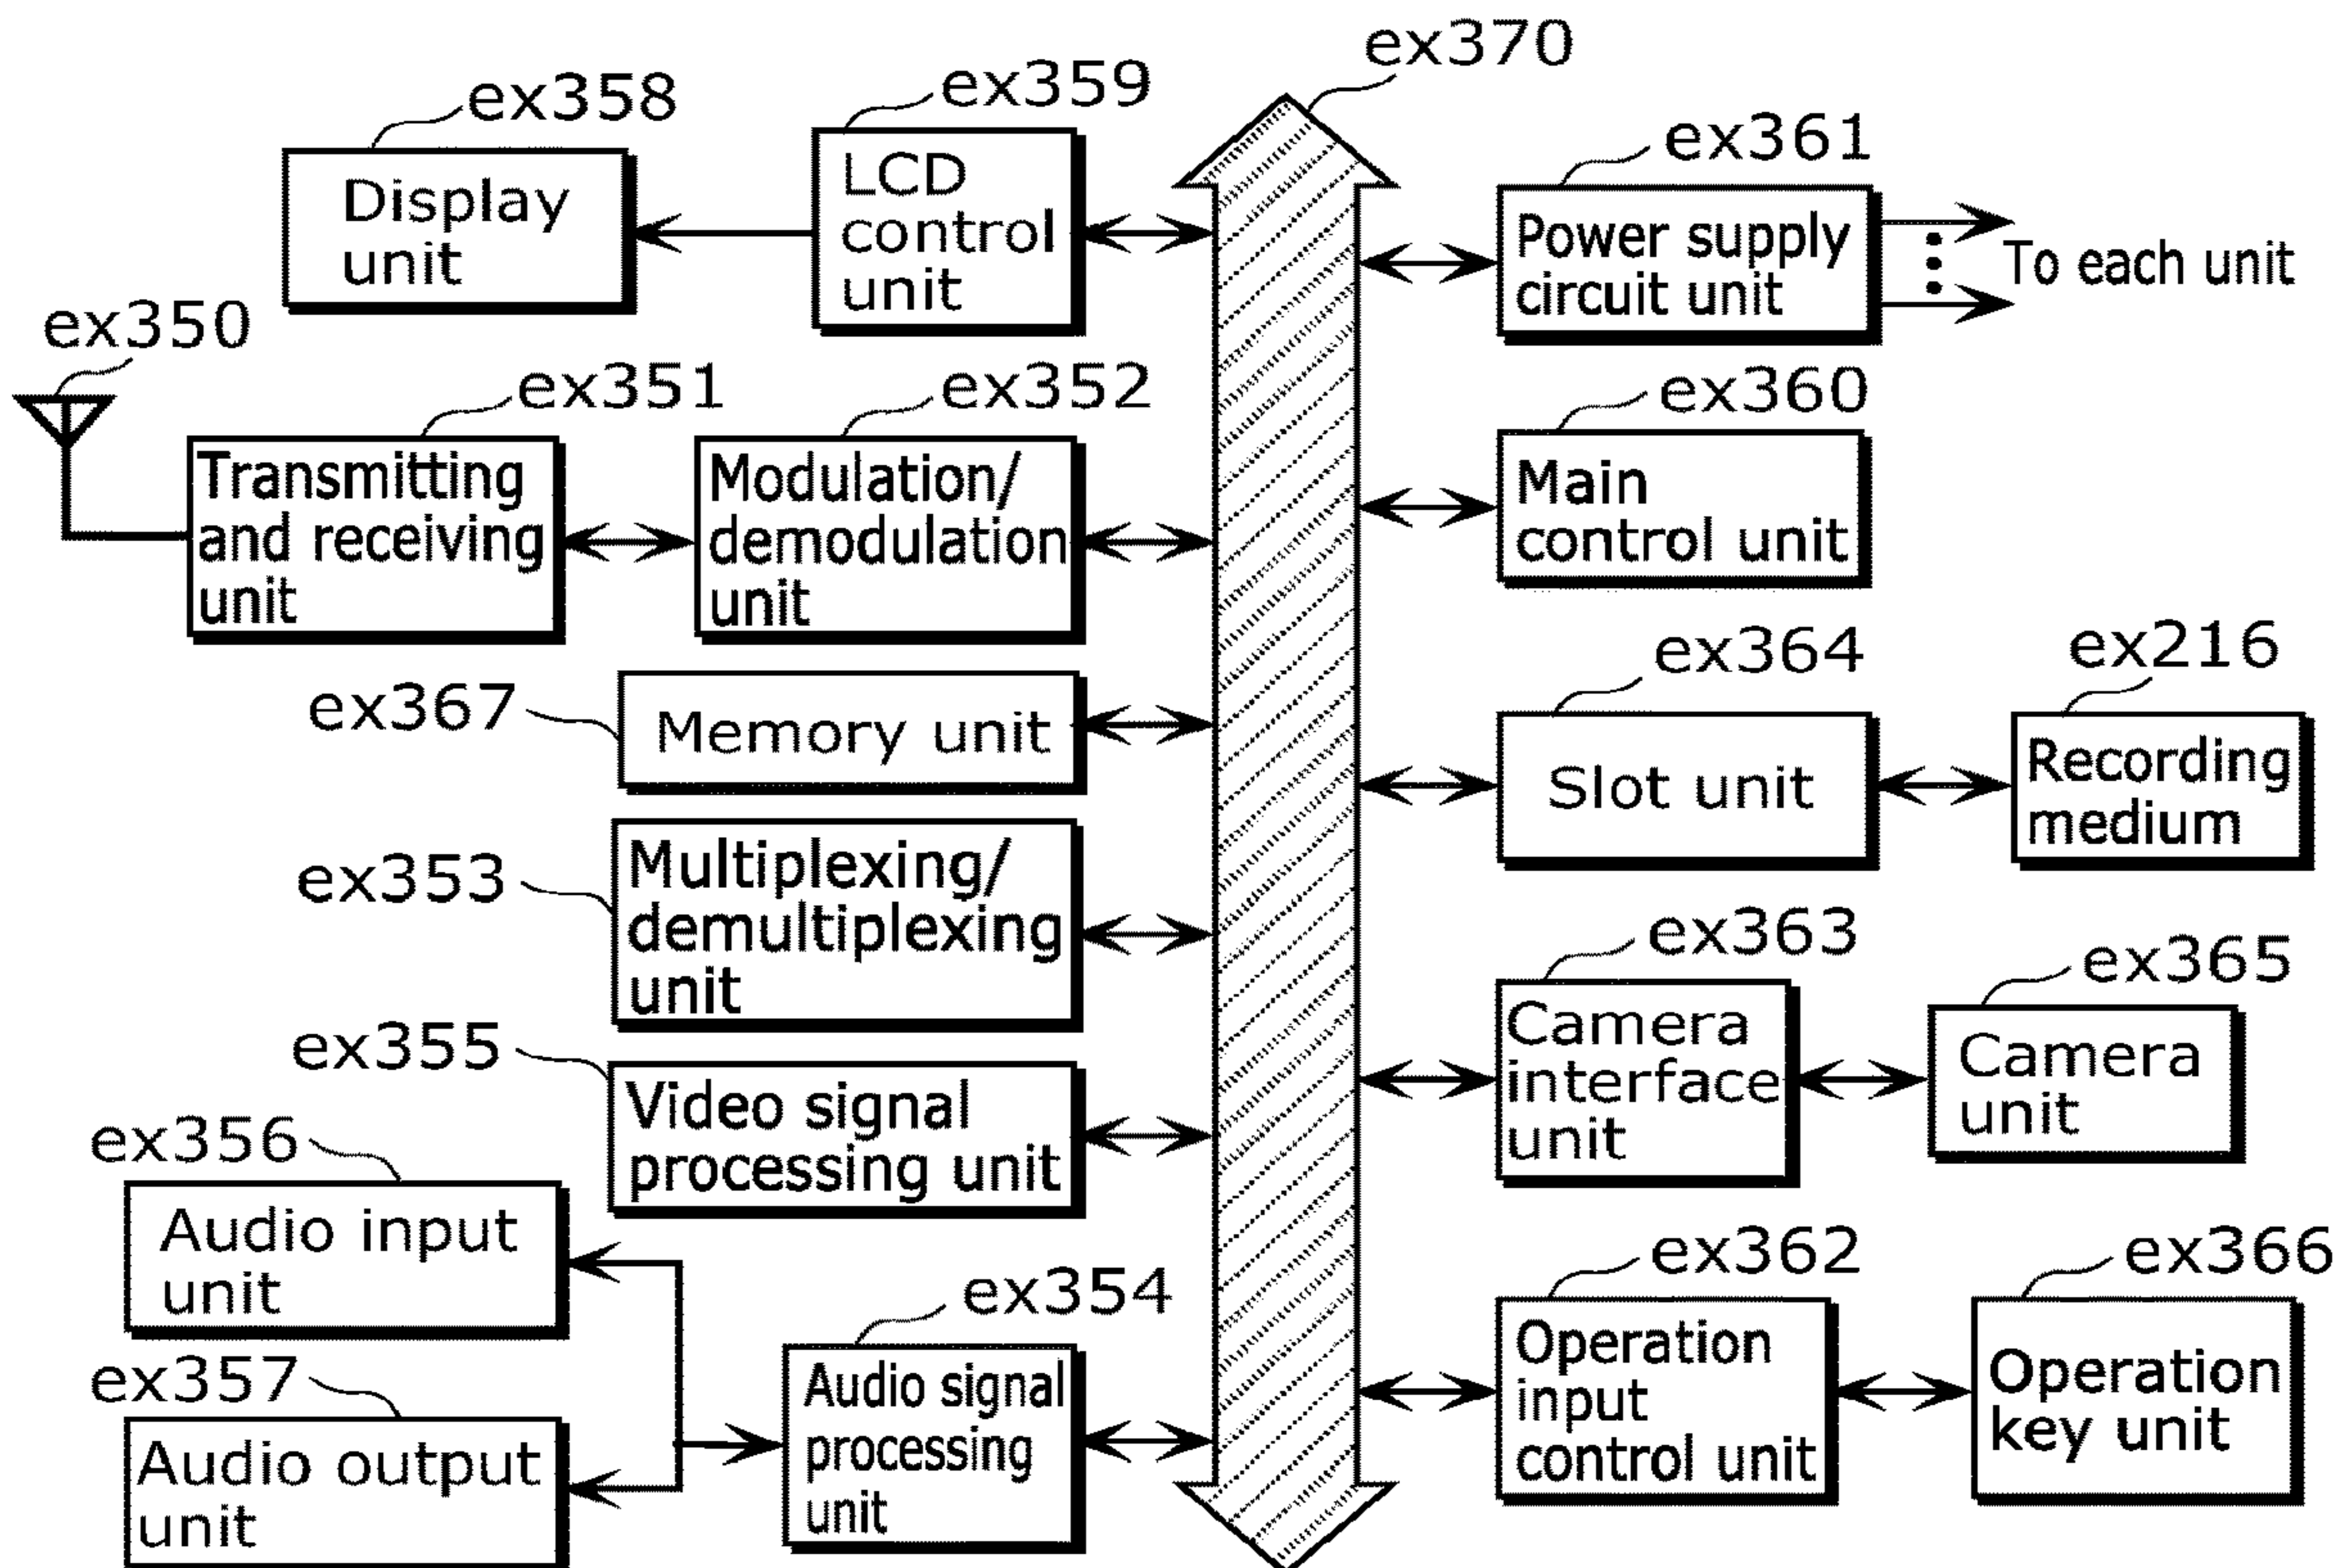 ex370
ex358
ex359
ex361
Display
unit
LCD
control
unit
Power supply
circuit unit
To each unit
ex350
ex351
ex352
ex360
Transmitting
and receiving
unit
Modulation/
demodulation
unit
Main
control unit
ex367
Memory unit
ex364
ex216
Slot unit
Recording
medium
ex353
Multiplexing/
demultiplexing
unit
ex363
ex365
Camera
interface
unit
Camera
unit
ex355
Video signal
processing unit
ex356
Audio input
unit
ex357
Audio output
unit
ex354
Audio signal
processing
unit
ex362
ex366
Operation
input
control unit
Operation
key unit